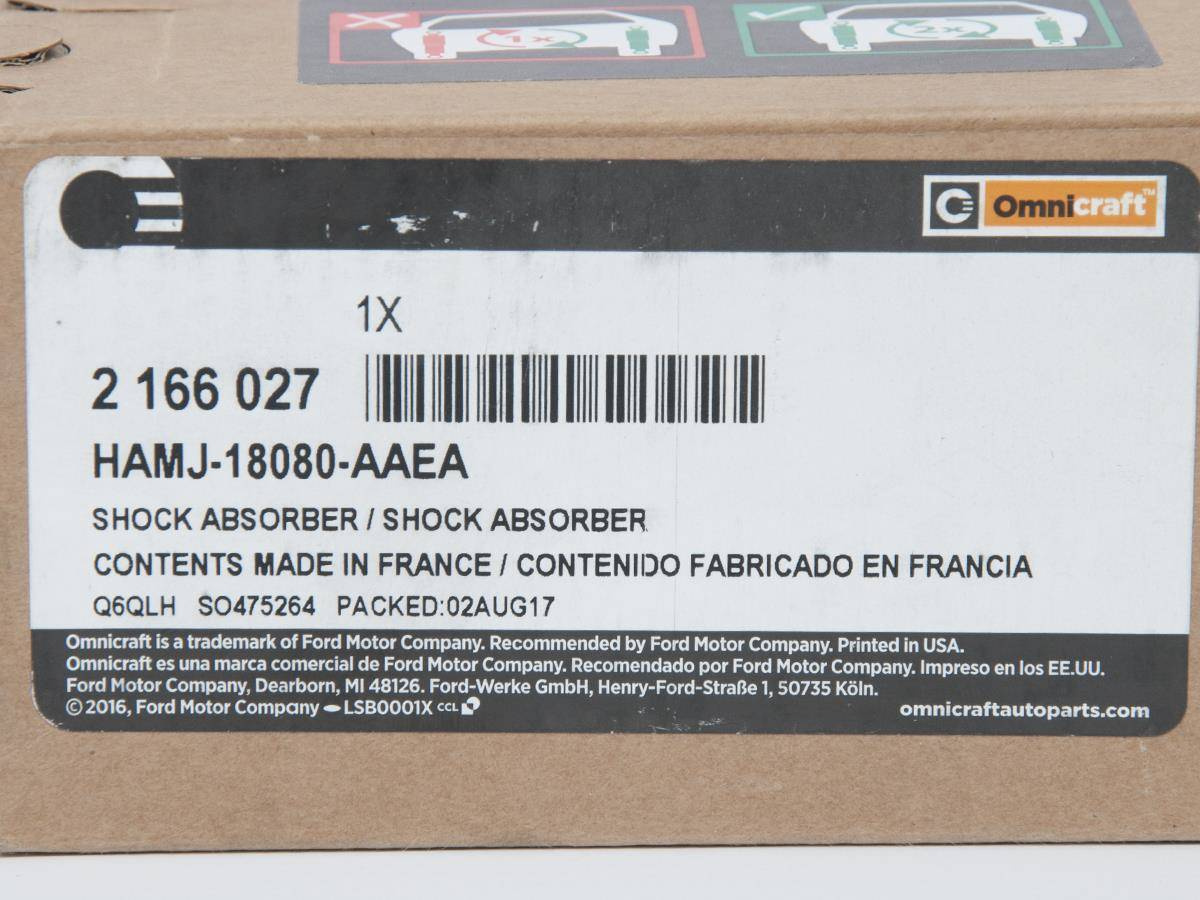 1x
2x
Omnicraft™
1X
2 166 027
HAMJ-18080-AAEA
SHOCK ABSORBER / SHOCK ABSORBER
CONTENTS MADE IN FRANCE / CONTENIDO FABRICADO EN FRANCIA
Q6QLH SO475264 PACKED:02AUG17
Omnicraft is a trademark of Ford Motor Company. Recommended by Ford Motor Company. Printed in USA.
Omnicraft es una marca comercial de Ford Motor Company. Recomendado por Ford Motor Company. Impreso en los EE.UU.
Ford Motor Company, Dearborn, MI 48126. Ford-Werke GmbH, Henry-Ford-Straße 1, 50735 Köln.
© 2016, Ford Motor Company LSB0001X CCL
omnicraftautoparts.com